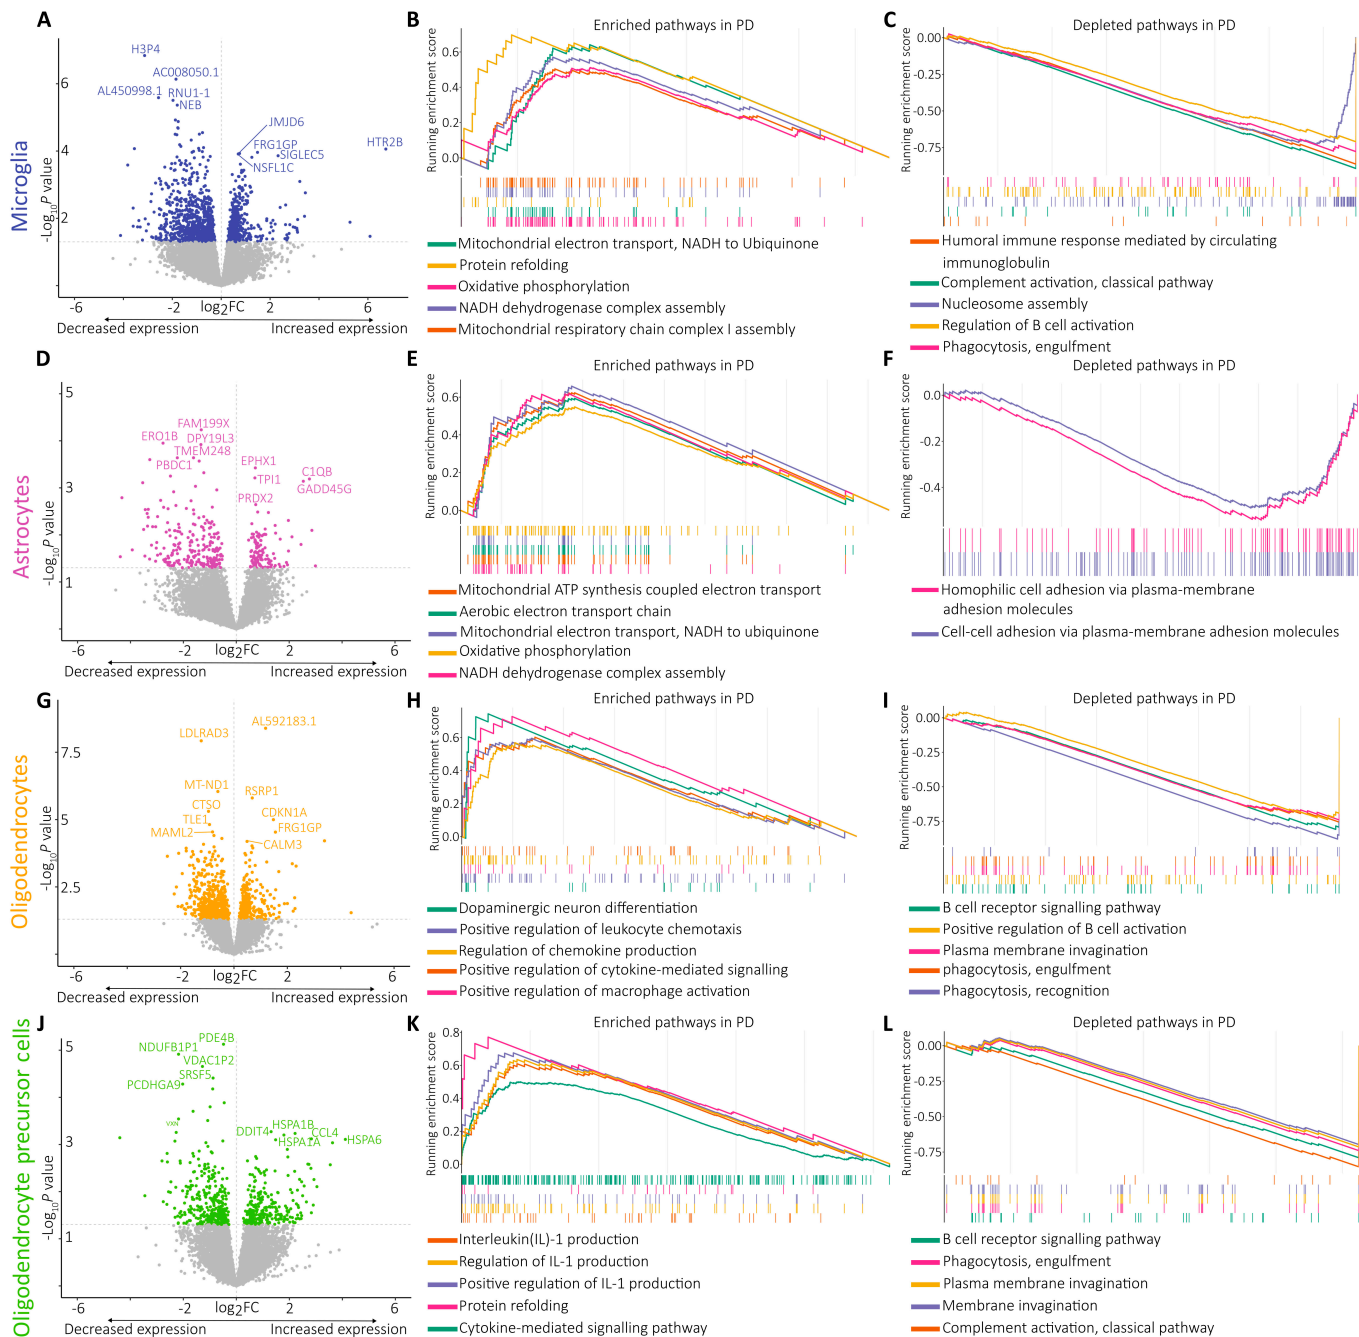 A
Microglia
-Log10P value
6
4
2
H3P4
AC008050.1
AL450998.1
RNU1-1
NEB
JMJD6
FRG1GP
SIGLEC5
NSFL1C
HTR2B
-6
-2
log2FC
2
6
Decreased expression
Increased expression
B
Enriched pathways in PD
Running enrichment score
0.6
0.4
0.2
0.0
Mitochondrial electron transport, NADH to Ubiquinone
Protein refolding
Oxidative phosphorylation
NADH dehydrogenase complex assembly
Mitochondrial respiratory chain complex I assembly
C
Depleted pathways in PD
Running enrichment score
0.00
-0.25
-0.50
-0.75
Humoral immune response mediated by circulating
immunoglobulin
Complement activation, classical pathway
Nucleosome assembly
Regulation of B cell activation
Phagocytosis, engulfment
D
Astrocytes
-Log10P value
5
3
1
FAM199X
ERO1B
DPY19L3
TMEM248
PBDC1
EPHX1
TPI1
C1QB
GADD45G
PRDX2
-6
-2
log2FC
2
6
Decreased expression
Increased expression
E
Enriched pathways in PD
Running enrichment score
0.6
0.4
0.2
0.0
Mitochondrial ATP synthesis coupled electron transport
Aerobic electron transport chain
Mitochondrial electron transport, NADH to ubiquinone
Oxidative phosphorylation
NADH dehydrogenase complex assembly
F
Depleted pathways in PD
Running enrichment score
0.0
-0.2
-0.4
Homophilic cell adhesion via plasma-membrane
adhesion molecules
Cell-cell adhesion via plasma-membrane adhesion molecules
G
Oligodendrocytes
-Log10P value
7.5
5
2.5
AL592183.1
LDLRAD3
MT-ND1
RSRP1
CTSO
CDKN1A
TLE1
FRG1GP
MAML2
CALM3
-6
-2
log2FC
2
6
Decreased expression
Increased expression
H
Enriched pathways in PD
Running enrichment score
0.6
0.4
0.2
0.0
Dopaminergic neuron differentiation
Positive regulation of leukocyte chemotaxis
Regulation of chemokine production
Positive regulation of cytokine-mediated signalling
Positive regulation of macrophage activation
I
Depleted pathways in PD
Running enrichment score
0.00
-0.25
-0.50
-0.75
B cell receptor signalling pathway
Positive regulation of B cell activation
Plasma membrane invagination
phagocytosis, engulfment
Phagocytosis, recognition
J
Oligodendrocyte precursor cells
-Log10P value
5
3
1
PDE4B
NDUFB1P1
VDAC1P2
SRSF5
PCDHGA9
VXN
DDIT4
HSPA1B
CCL4
HSPA1A
HSPA6
-6
-2
log2FC
2
6
Decreased expression
Increased expression
K
Enriched pathways in PD
Running enrichment score
0.8
0.6
0.4
0.2
0.0
Interleukin(IL)-1 production
Regulation of IL-1 production
Positive regulation of IL-1 production
Protein refolding
Cytokine-mediated signalling pathway
L
Depleted pathways in PD
Running enrichment score
0.00
-0.25
-0.50
-0.75
B cell receptor signalling pathway
Phagocytosis, engulfment
Plasma membrane invagination
Membrane invagination
Complement activation, classical pathway